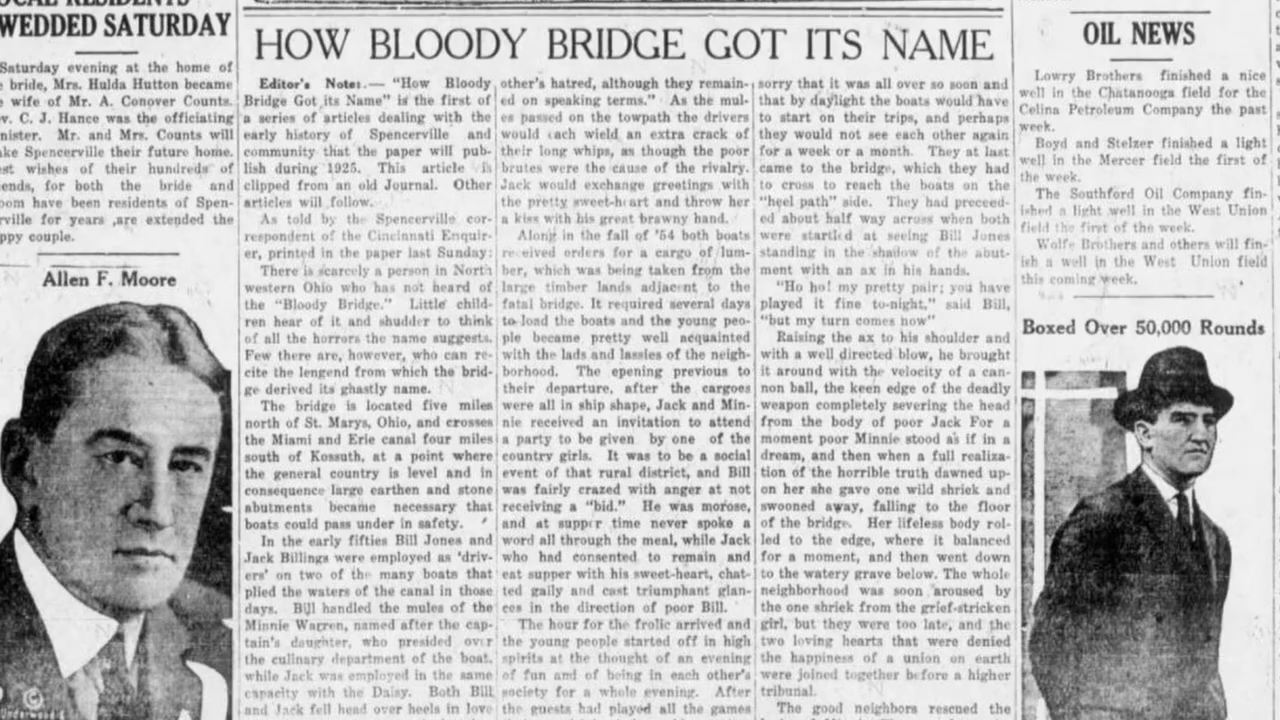 WEDDED SATURDAY
Saturday evening at the home of
bride, Mrs. Hulda Hutton became
wife of Mr. A. Conover Counts.
C. J. Hance was the officiating
Mr. and Mrs. Counts will
Spencerville their future home.
wishes of their hundreds of
for both the bride and
have been residents of Spen-
for years ,are extended the
couple.
Allen F. Moore
HOW BLOODY BRIDGE GOT ITS NAME
Editor's Note:.— "How Bloody
Bridge Got its Name" is the first of
a series of articles dealing with the
early history of Spencerville and
community that the paper will pub-
lish during 1925. This article is
clipped from an old Journal. Other
articles will follow.
As told by the Spencerville cor-
respondent of the Cincinnati Enquir-
er, printed in the paper last Sunday:
There is scarcely a person in North
western Ohio who has not heard of
the "Bloody Bridge." Little child-
ren hear of it and shudder to think
of all the horrors the name suggests.
Few there are, however, who can re-
cite the lengend from which the brid-
ge derived its ghastly name.
The bridge is located five miles
north of St. Marys, Ohio, and crosses
the Miami and Erie canal four miles
south of Kossuth, at a point where
the general country is level and in
consequence large earthen and stone
abutments became necessary that
boats could pass under in safety.
In the early fifties Bill Jones and
Jack Billings were employed as 'driv-
ers' on two of the many boats that
plied the waters of the canal in those
days. Bill handled the mules of the
Minnie Warren, named after the cap-
tain's daughter, who presided over
the culinary department of the boat,
while Jack was employed in the same
capacity with the Daisy. Both Bill
and Jack fell head over heels in love
other's hatred, although they remain-
ed on speaking terms." As the mul-
es passed on the towpath the drivers
would each wield an extra crack of
their long whips, as though the poor
brutes were the cause of the rivalry.
Jack would exchange greetings with
the pretty sweet-heart and throw her
a kiss with his great brawny hand.
Along in the fall of '54 both boats
received orders for a cargo of lum-
ber, which was being taken from the
large timber lands adjacent to the
fatal bridge. It required several days
to load the boats and the young peo-
ple became pretty well acquainted
with the lads and lassies of the neigh-
borhood. The epening previous to
their departure, after the cargoes
were all in ship shape, Jack and Min-
nie received an invitation to attend
a party to be given by one of the
country girls. It was to be a social
event of that rural district, and Bill
was fairly crazed with anger at not
receiving a "bid." He was morose,
and at supper time never spoke a
word all through the meal, while Jack
who had consented to remain and
eat supper with his sweet-heart, chat-
ted gaily and cast triumphant glan-
ces in the direction of poor Bill.
The hour for the frolic arrived and
the young people started off in high
spirits at the thought of an evening
of fun and of being in each other's
society for a whole evening. After
the guests had played all the games
sorry that it was all over so soon and
that by daylight the boats would have
to start on their trips, and perhaps
they would not see each other again
for a week or a month. They at last
came to the bridge, which they had
to cross to reach the boats on the
"heel path" side. They had preceed-
ed about half way across when both
were startled at seeing Bill Jones
standing in the shadow of the abut-
ment with an ax in his hands.
"Ho ho! my pretty pair; you have
played it fine to-night," said Bill,
"but my turn comes now"
Raising the ax to his shoulder and
with a well directed blow, he brought
it around with the velocity of a can-
non ball, the keen edge of the deadly
weapon completely severing the head
from the body of poor Jack For a
moment poor Minnie stood as if in a
dream, and then when a full realiza-
tion of the horrible truth dawned up-
on her she gave one wild shriek and
swooned away, falling to the floor
of the bridge. Her lifeless body rol-
led to the edge, where it balanced
for a moment, and then went down
to the watery grave below. The whole
neighborhood was soon aroused by
the one shriek from the grief-stricken
girl, but they were too late, and the
two loving hearts that were denied
the happiness of a union on earth
were joined together before a higher
tribunal.
The good neighbors rescued the
OIL NEWS
Lowry Brothers finished a nice
well in the Chatanooga field for the
Celina Petroleum Company the past
week.
Boyd and Stelzer finished a light
well in the Mercer field the first of
the week.
The Southford Oil Company fin-
ished a light well in the West Union
field the first of the week.
Wolfe Brothers and others will fin-
ish a well in the West Union field
this coming week.
Boxed Over 50,000 Rounds